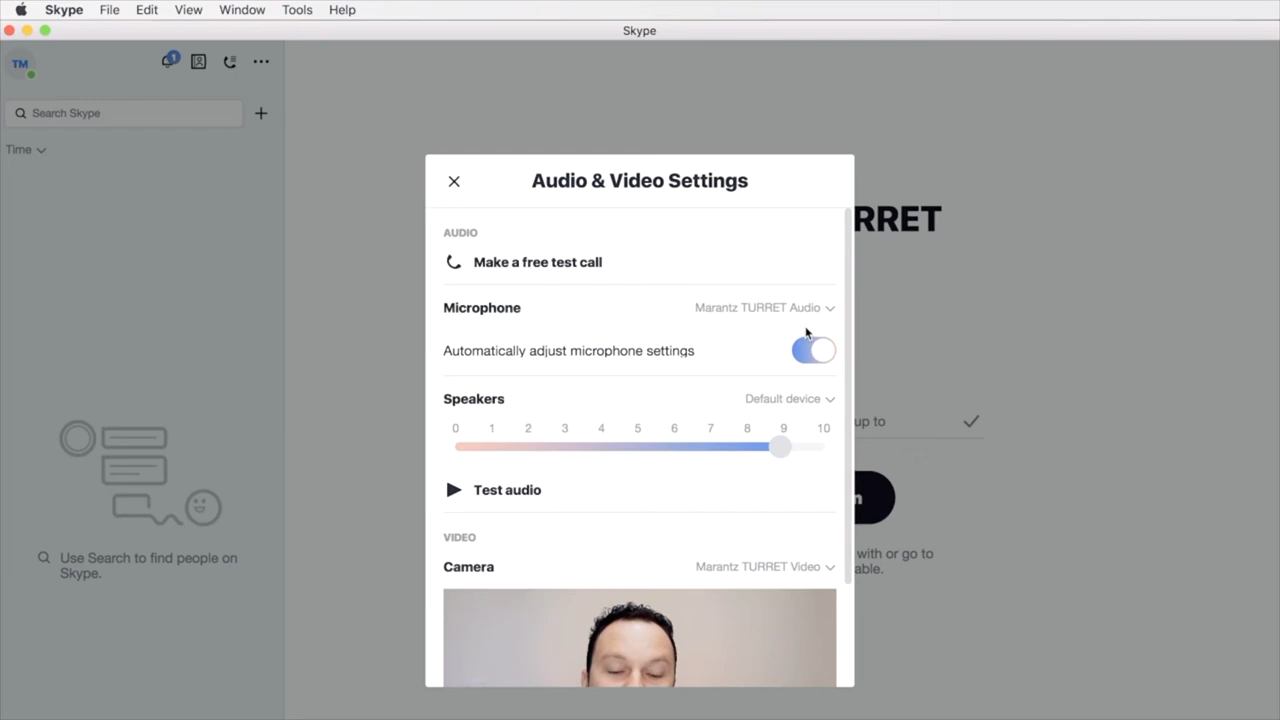 Skype File Edit View Window Tools Help
Skype
TM
1
Search Skype
Time
Use Search to find people on
Skype.
Audio & Video Settings
AUDIO
Make a free test call
Microphone Marantz TURRET Audio
Automatically adjust microphone settings
Speakers Default device
0 1 2 3 4 5 6 7 8 9 10
Test audio
VIDEO
Camera Marantz TURRET Video
up to
with or go to